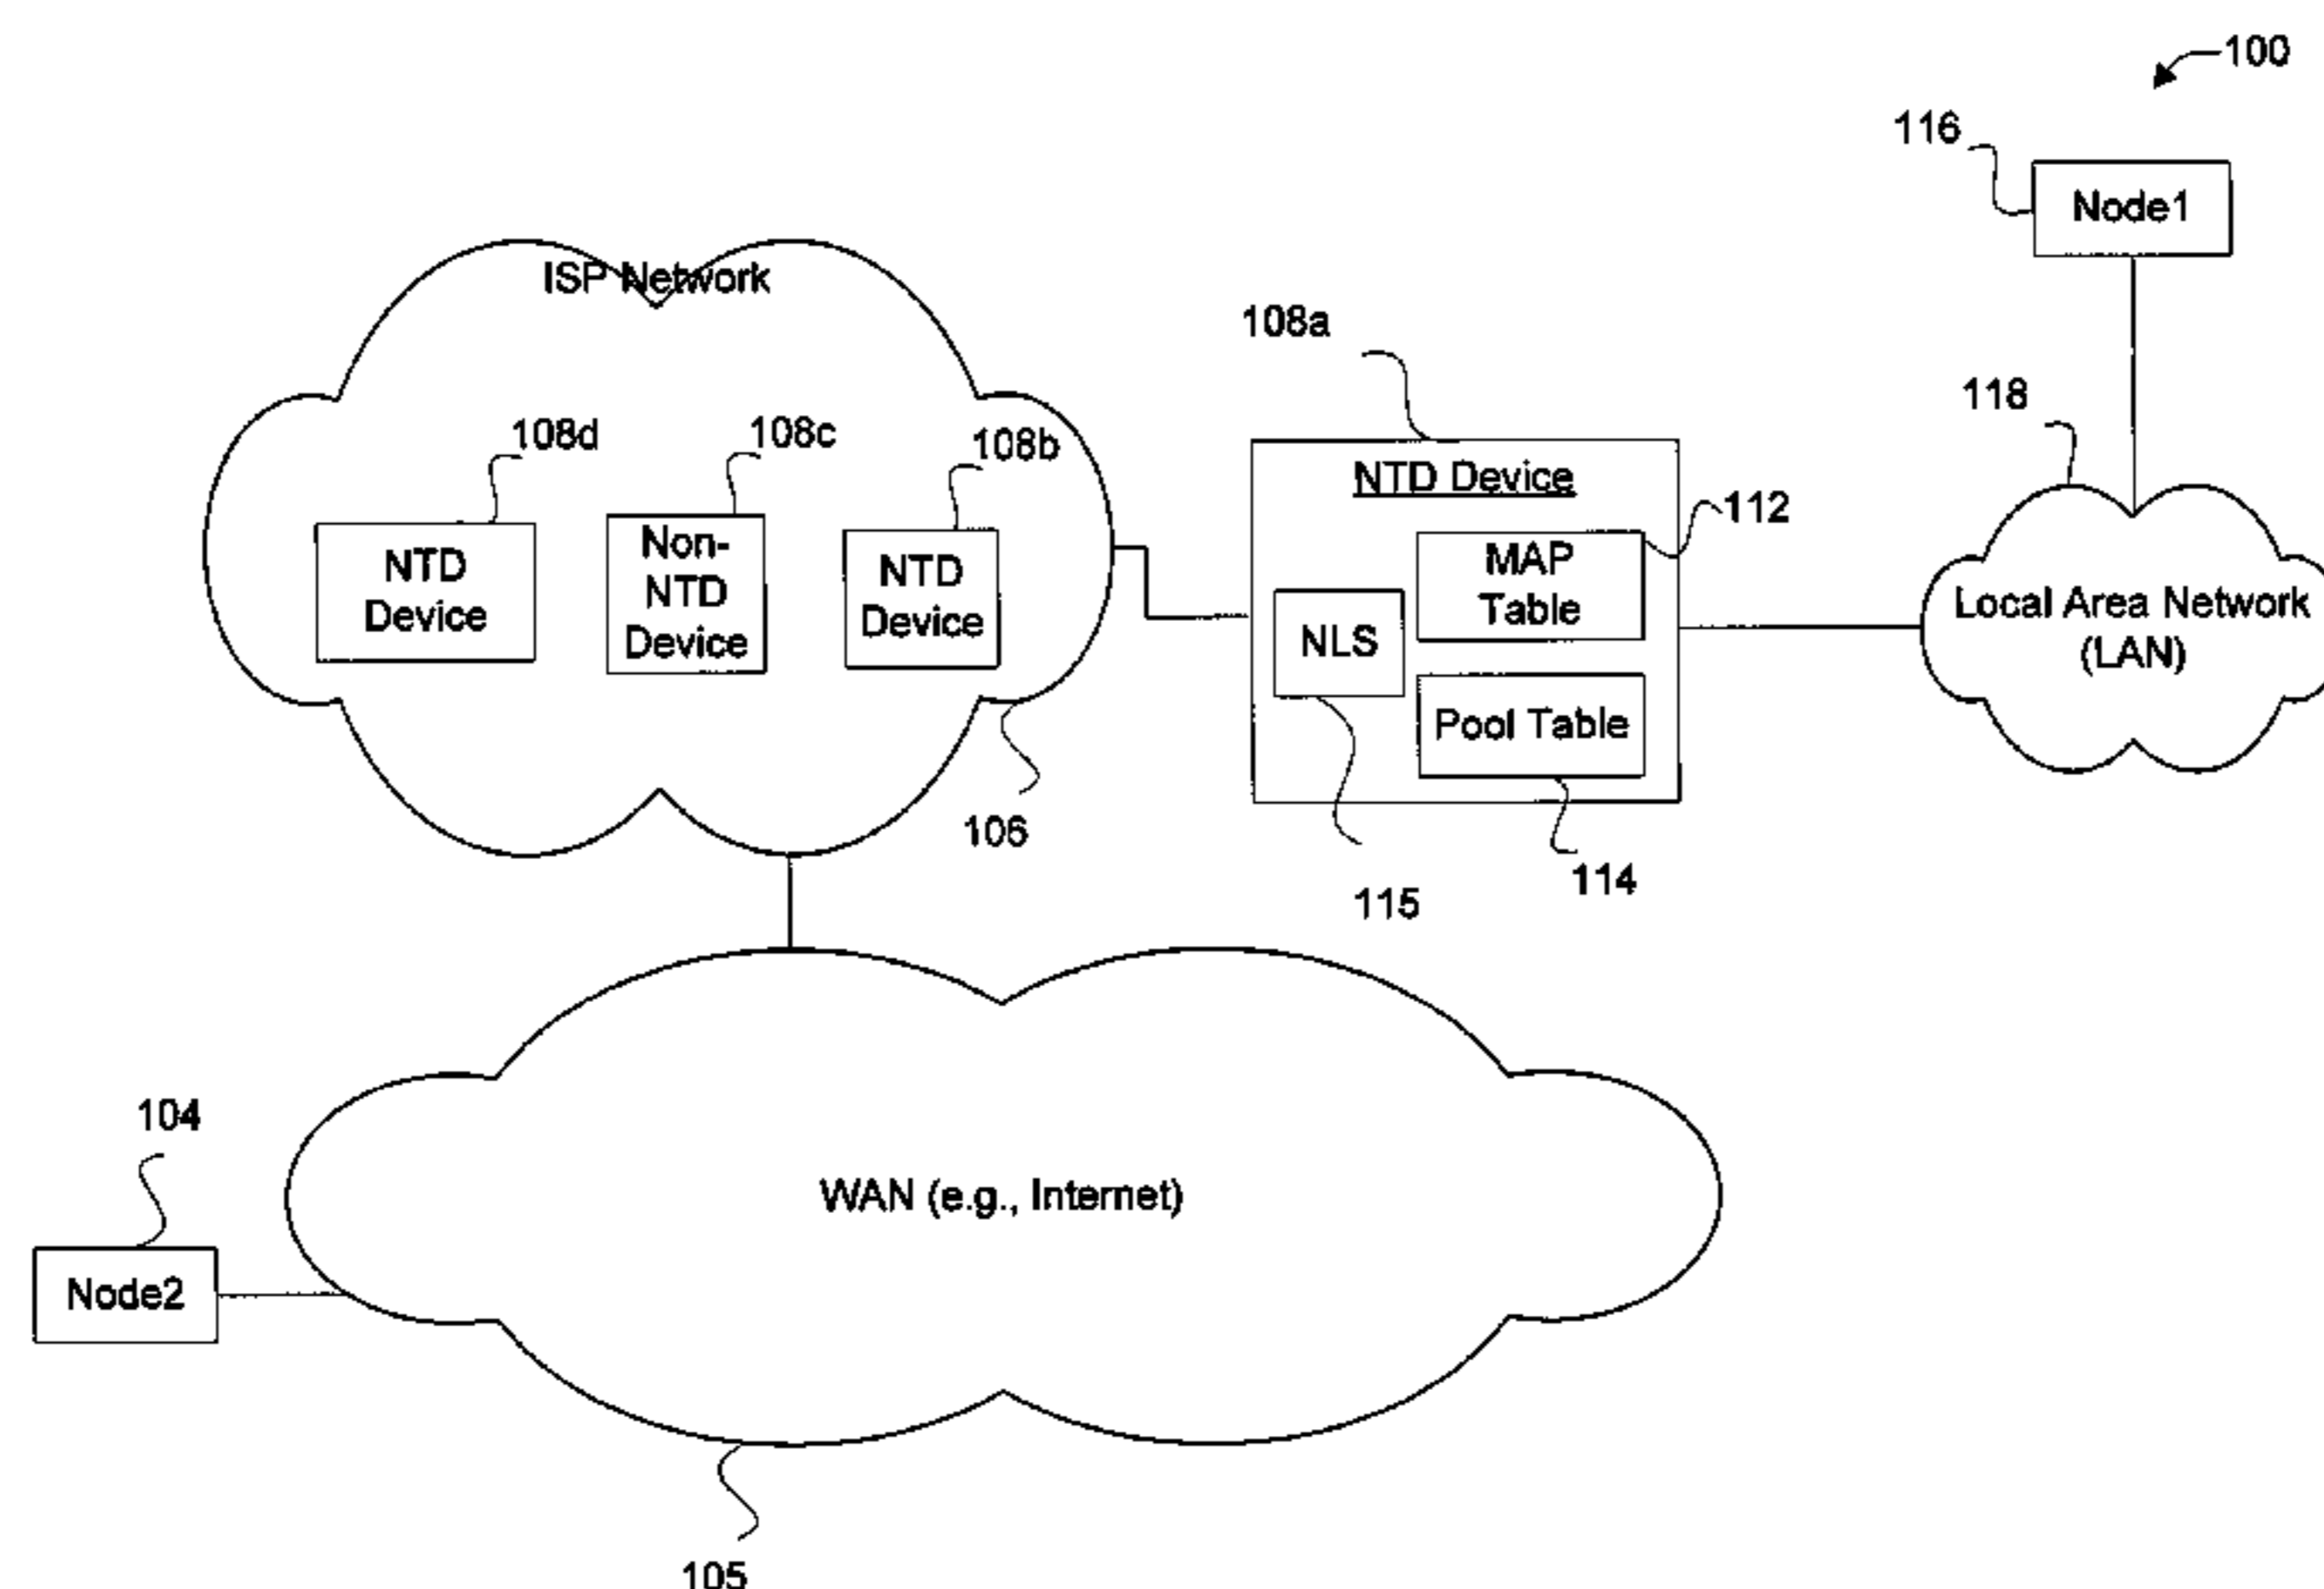 100
116
Node1
ISP Network
108a
118
108d
108c
108b
NTD Device
112
NTD
Device
Non-
NTD
Device
NTD
Device
MAP
Table
NLS
Local Area Network
(LAN)
Pool Table
106
115
114
104
WAN (e.g., Internet)
Node2
105